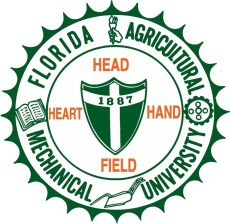 FLORIDA AGRICULTURAL
MECHANICAL UNIVERSITY
HEAD
HEART
1887
HAND
FIELD